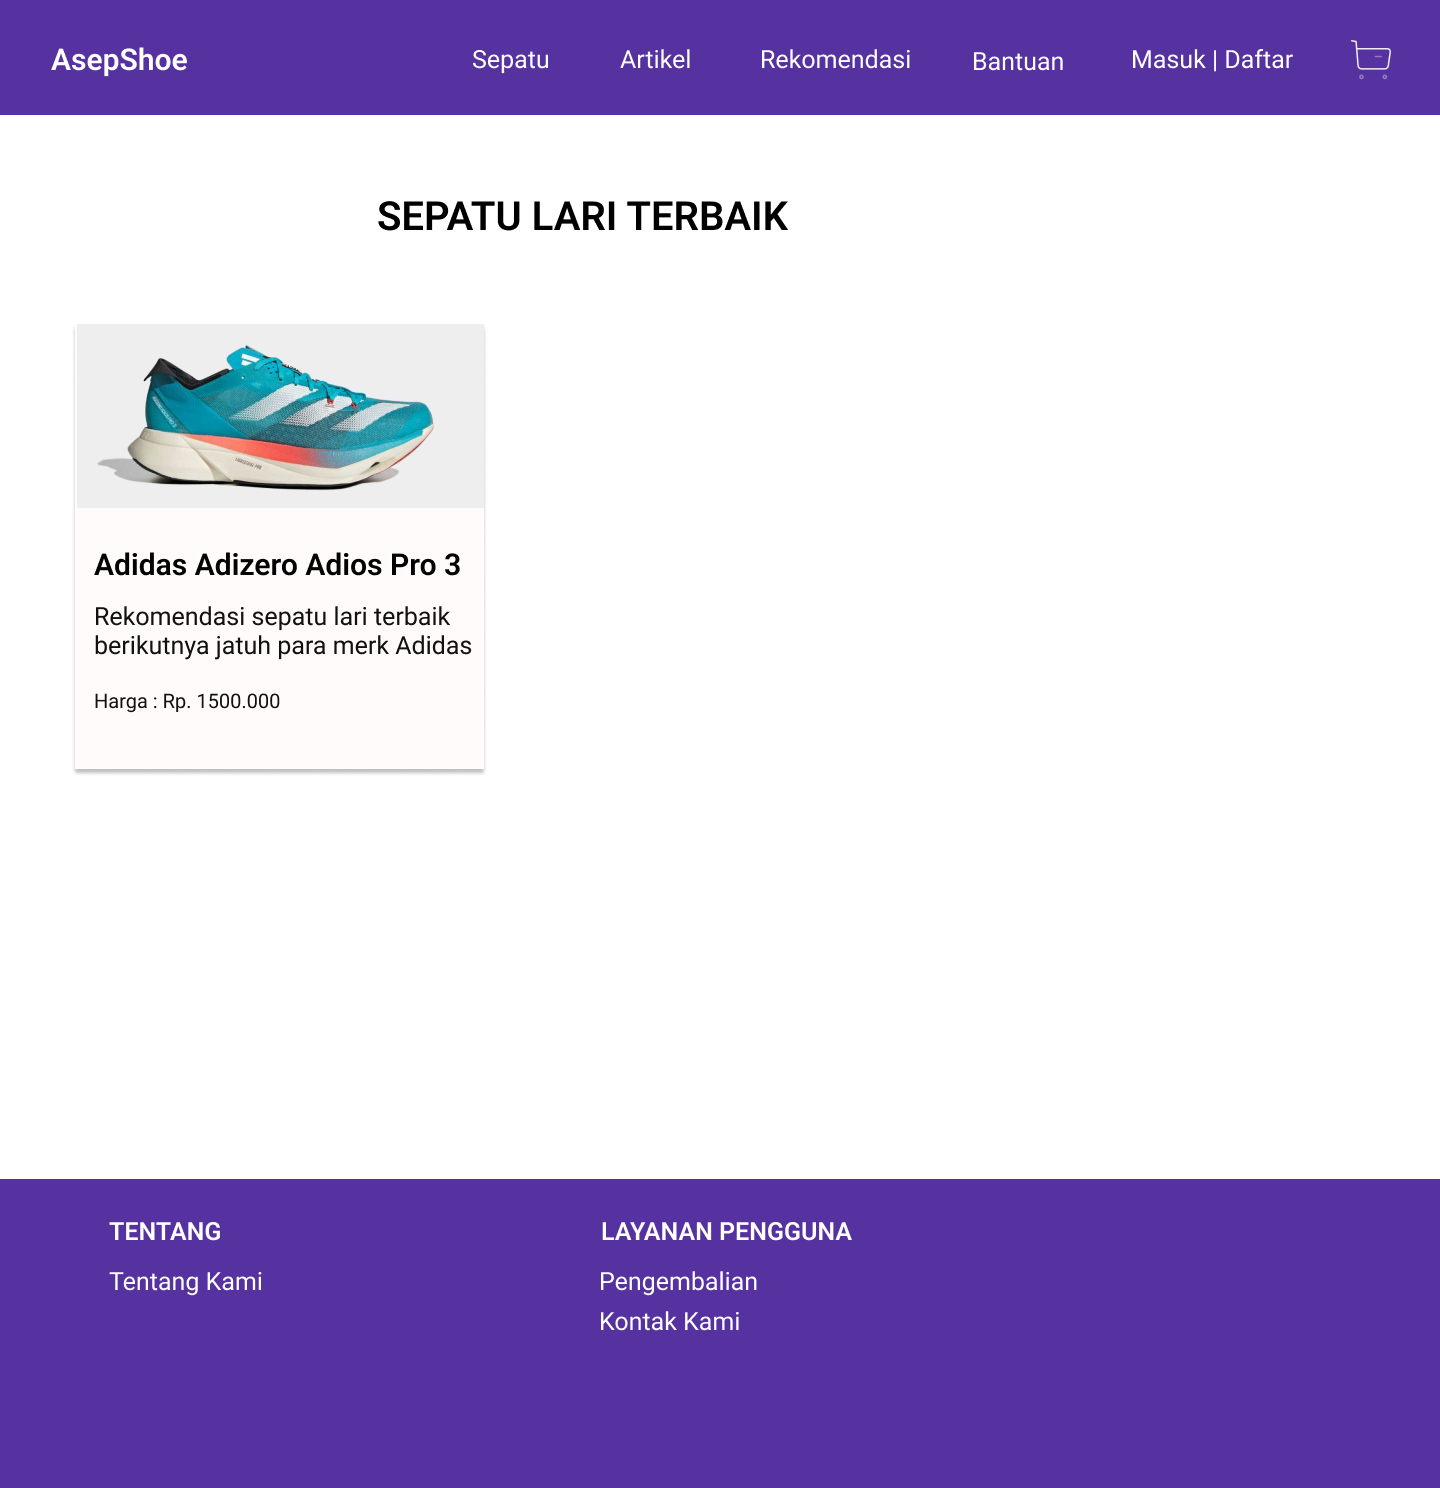 AsepShoe
Sepatu
Artikel
Rekomendasi
Bantuan
Masuk | Daftar
SEPATU LARI TERBAIK
Adidas Adizero Adios Pro 3
Rekomendasi sepatu lari terbaik
berikutnya jatuh para merk Adidas
Harga : Rp. 1500.000
TENTANG
Tentang Kami
LAYANAN PENGGUNA
Pengembalian
Kontak Kami